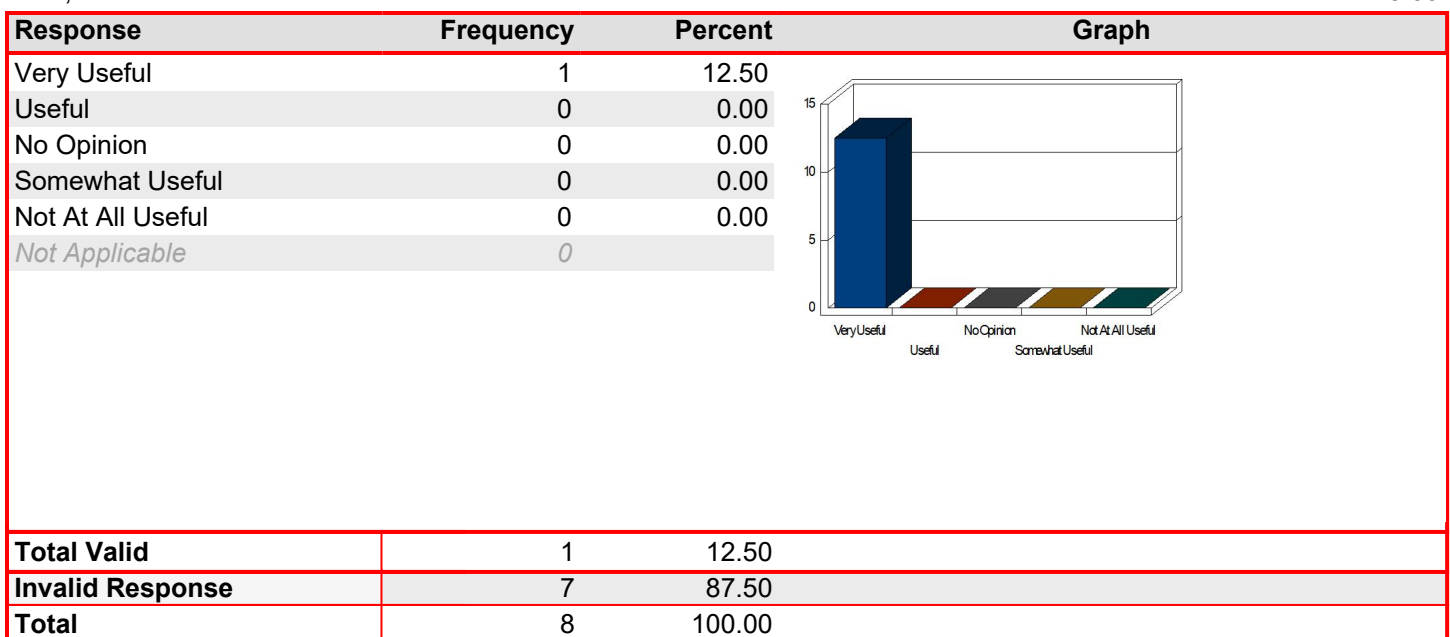 Response Frequency Percent Graph
Very Useful 1 12.50
Useful 0 0.00
No Opinion 0 0.00
Somewhat Useful 0 0.00
Not At All Useful 0 0.00
Not Applicable 0
15
10
5
0
Very Useful No Opinion Not At All Useful
Useful Somewhat Useful
Total Valid 1 12.50
Invalid Response 7 87.50
Total 8 100.00